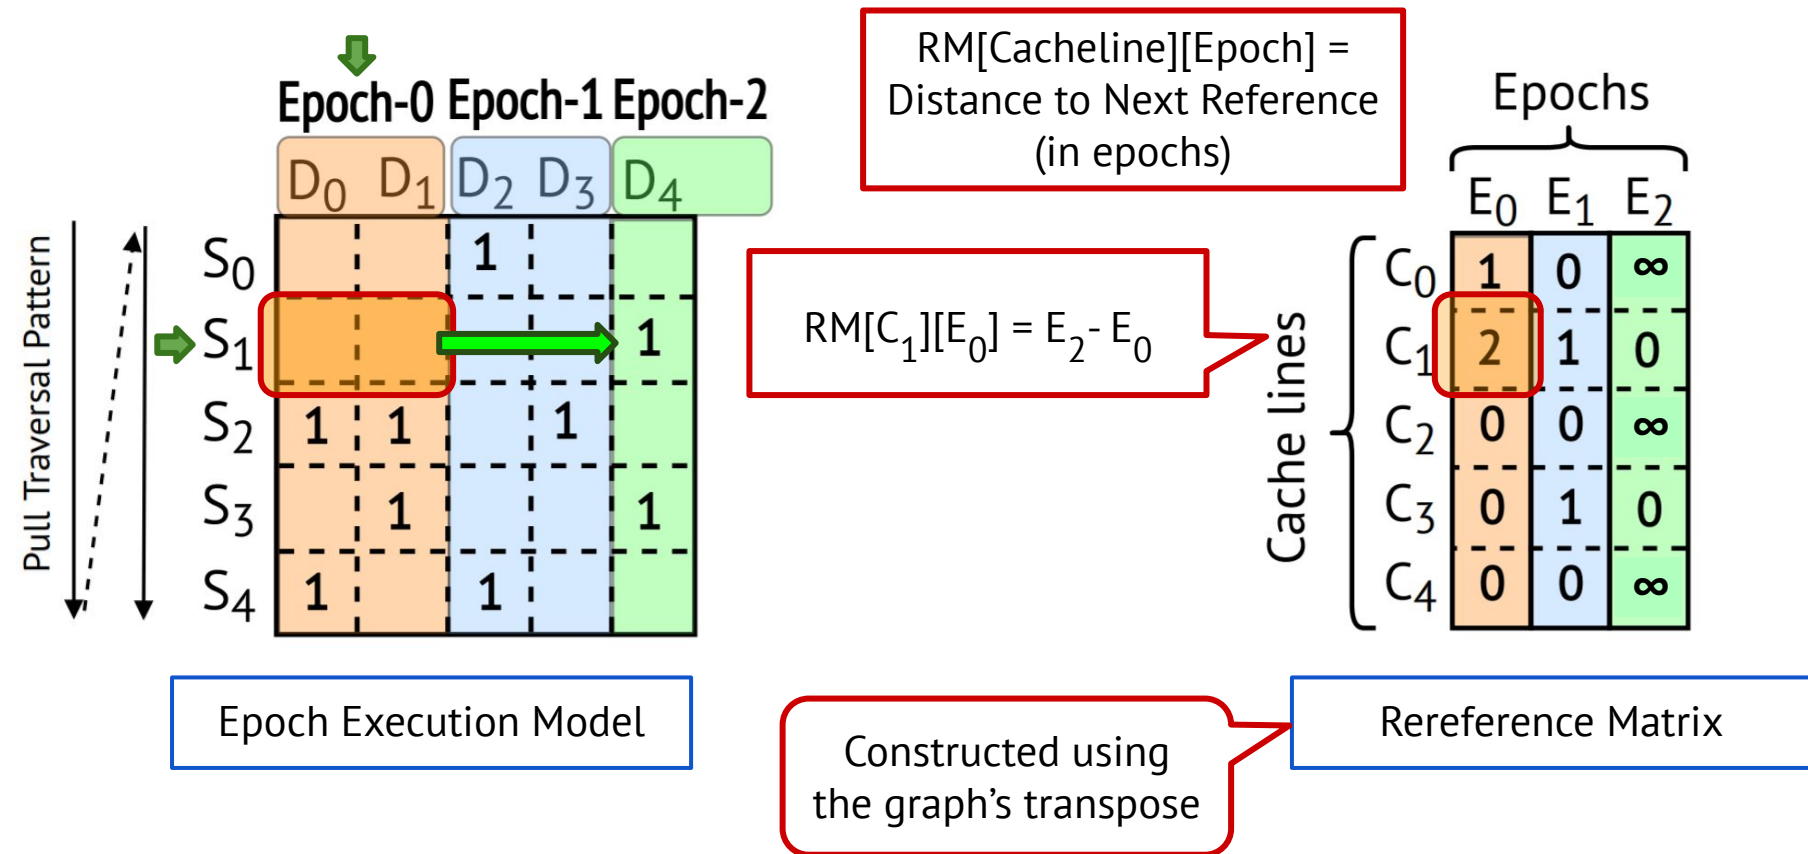 Epoch-0 Epoch-1 Epoch-2
D0 D1 D2 D3 D4
Pull Traversal Pattern
S0 1
S1 1
S2 1 1 1
S3 1 1
S4 1 1
Epoch Execution Model
RM[Cacheline][Epoch] =
Distance to Next Reference
(in epochs)
RM[C1][E0] = E2- E0
Constructed using
the graph's transpose
Epochs
E0 E1 E2
Cache lines
C0 1 0 ∞
C1 2 1 0
C2 0 0 ∞
C3 0 1 0
C4 0 0 ∞
Rereference Matrix